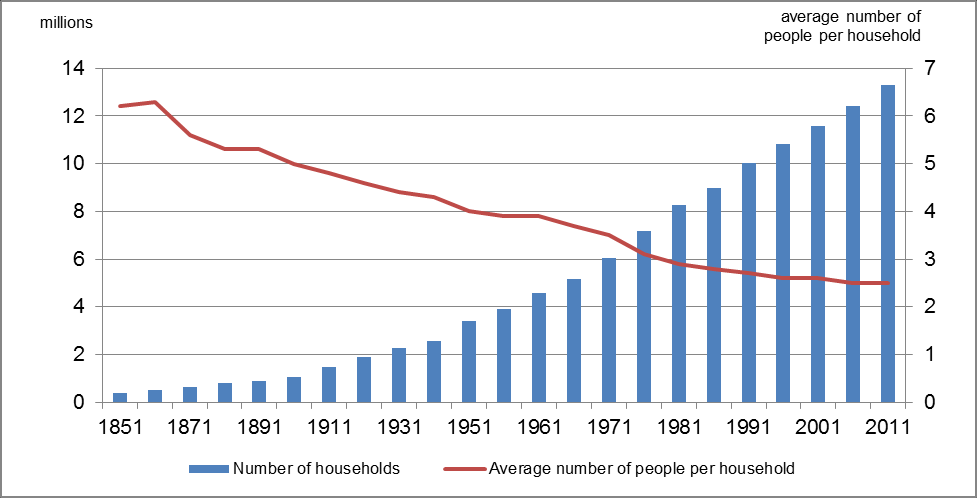 millions
average number of
people per household
14
12
10
8
6
4
2
0
7
6
5
4
3
2
1
0
1851 1871 1891 1911 1931 1951 1961 1971 1981 1991 2001 2011
Number of households
Average number of people per household